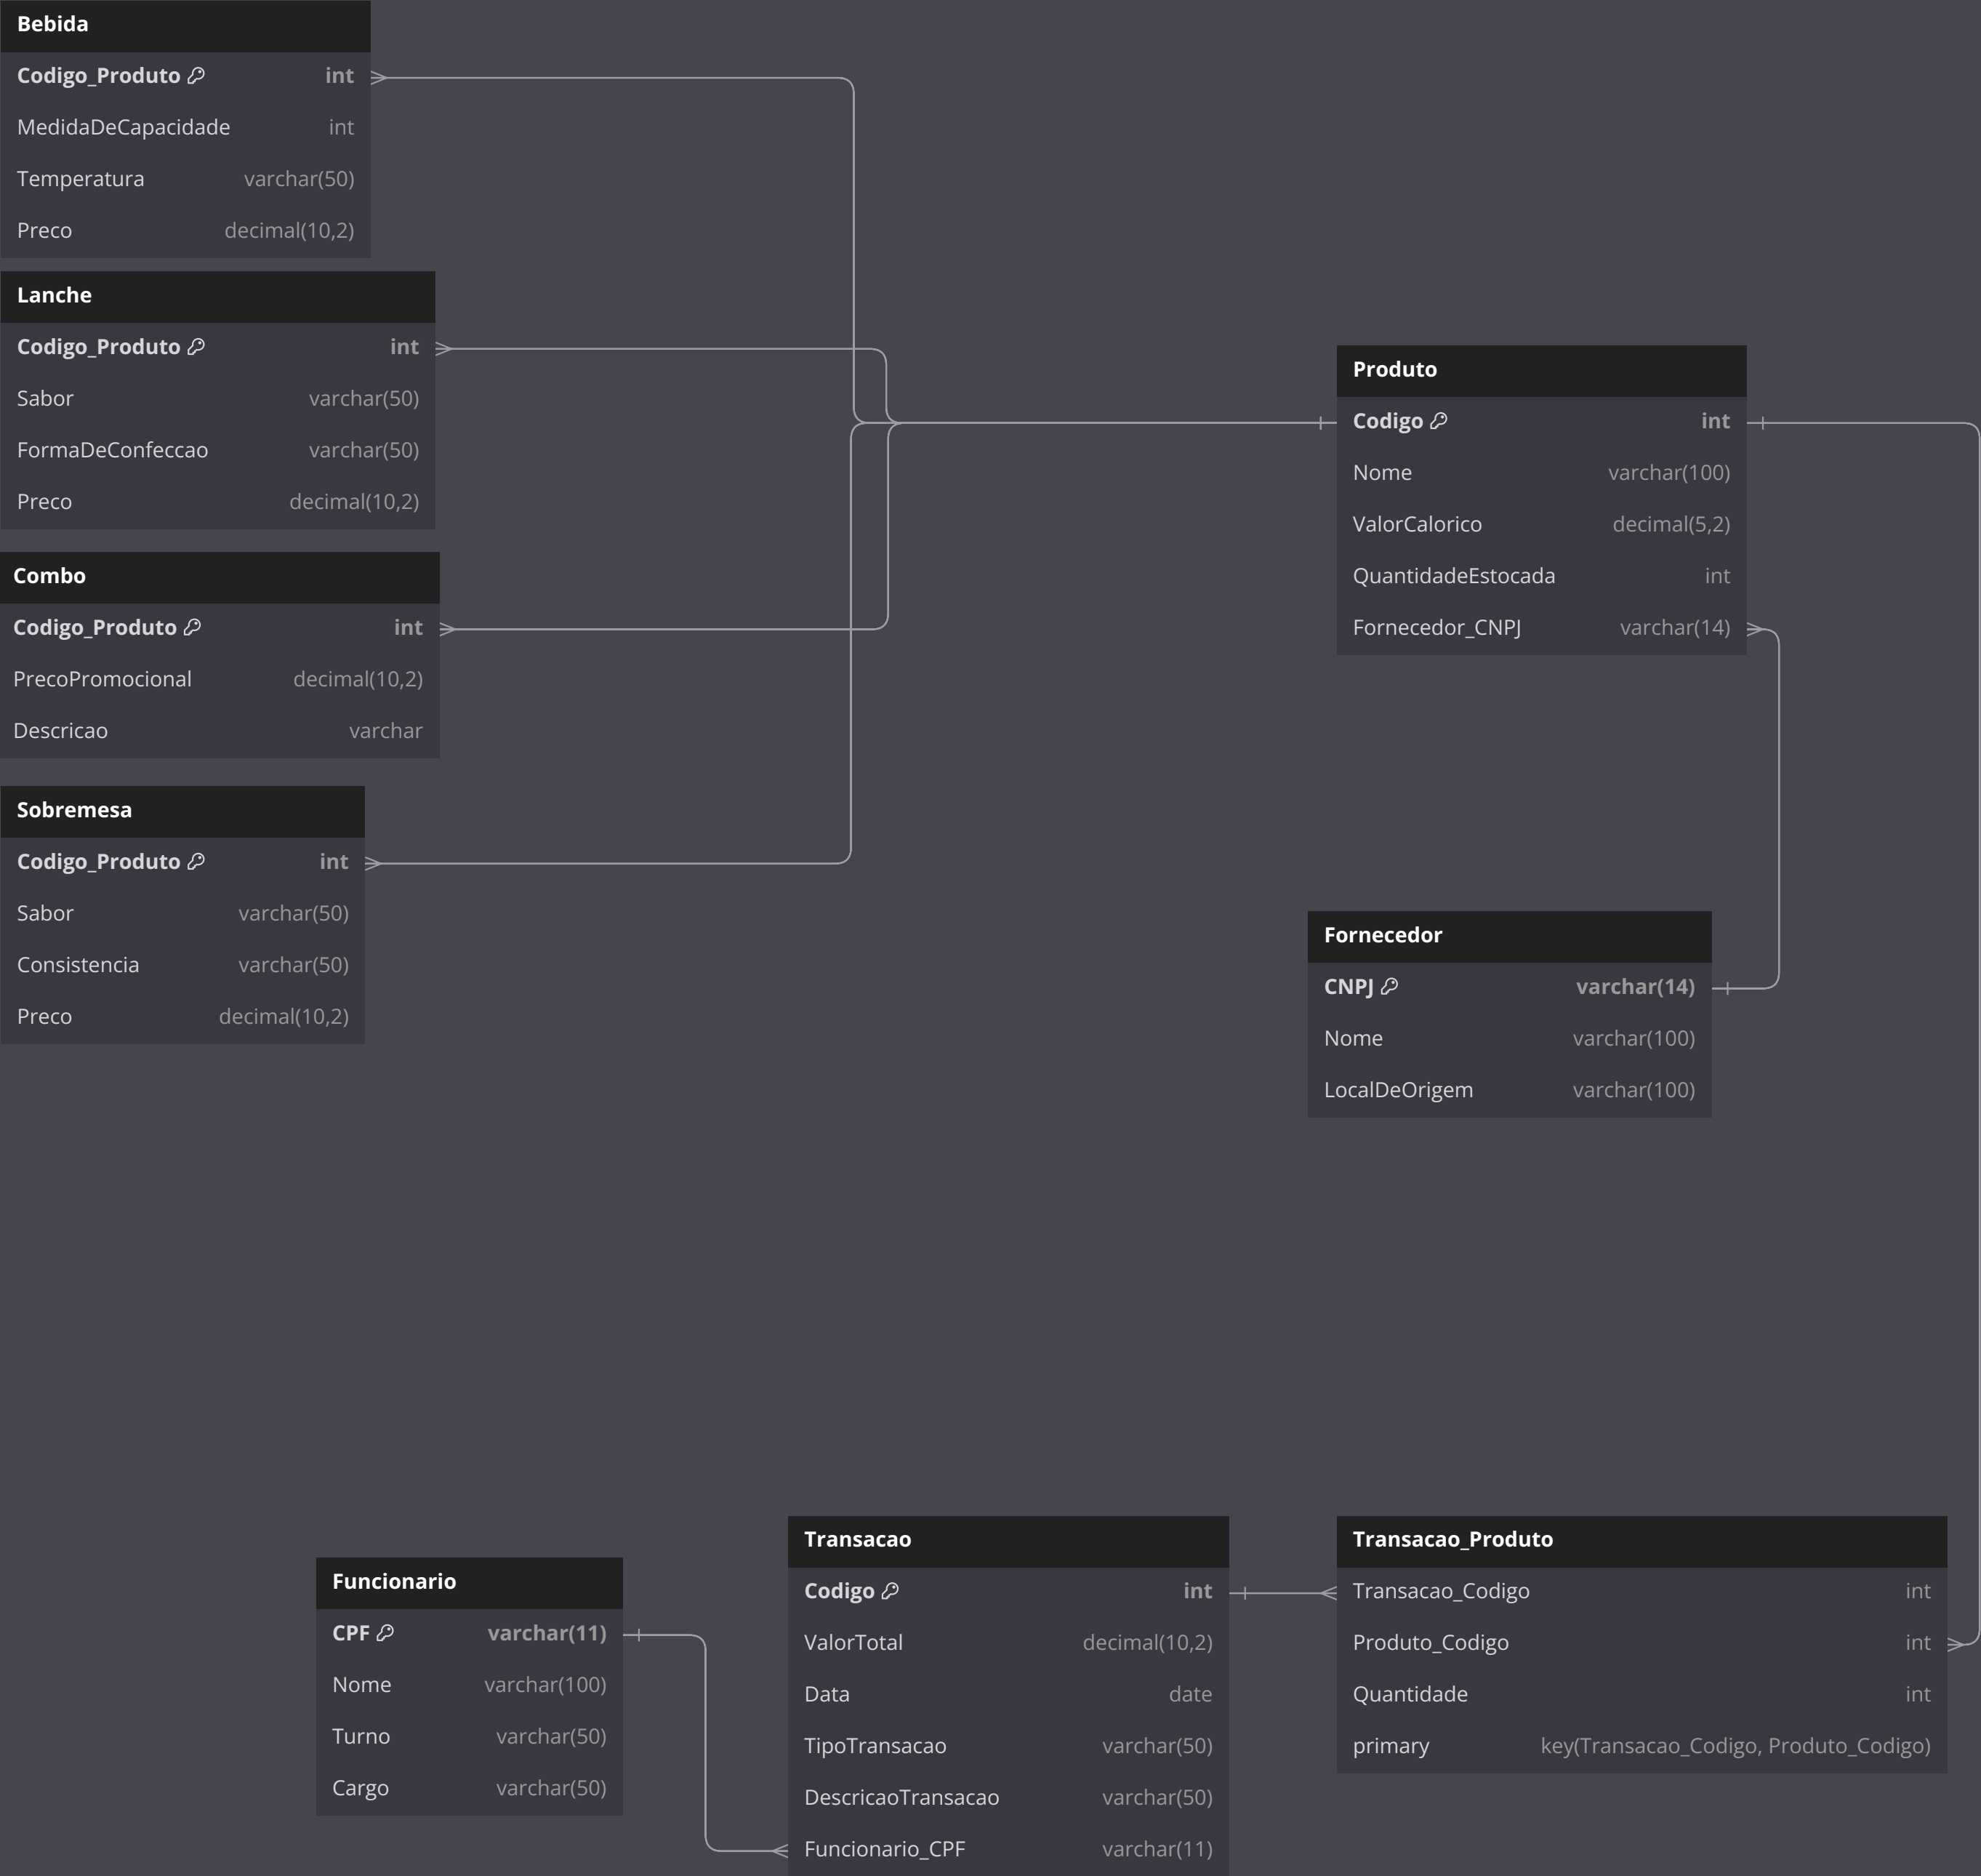 Bebida
Codigo_Produto int
MedidaDeCapacidade int
Temperatura varchar(50)
Preco decimal(10,2)
Lanche
Codigo_Produto int
Sabor varchar(50)
FormaDeConfeccao varchar(50)
Preco decimal(10,2)
Combo
Codigo_Produto int
PrecoPromocional decimal(10,2)
Descricao varchar
Sobremesa
Codigo_Produto int
Sabor varchar(50)
Consistencia varchar(50)
Preco decimal(10,2)
Produto
Codigo int
Nome varchar(100)
ValorCalorico decimal(5,2)
QuantidadeEstocada int
Fornecedor_CNPJ varchar(14)
Fornecedor
CNPJ varchar(14)
Nome varchar(100)
LocalDeOrigem varchar(100)
Funcionario
CPF varchar(11)
Nome varchar(100)
Turno varchar(50)
Cargo varchar(50)
Transacao
Codigo int
ValorTotal decimal(10,2)
Data date
TipoTransacao varchar(50)
DescricaoTransacao varchar(50)
Funcionario_CPF varchar(11)
Transacao_Produto
Transacao_Codigo int
Produto_Codigo int
Quantidade int
primary key(Transacao_Codigo, Produto_Codigo)